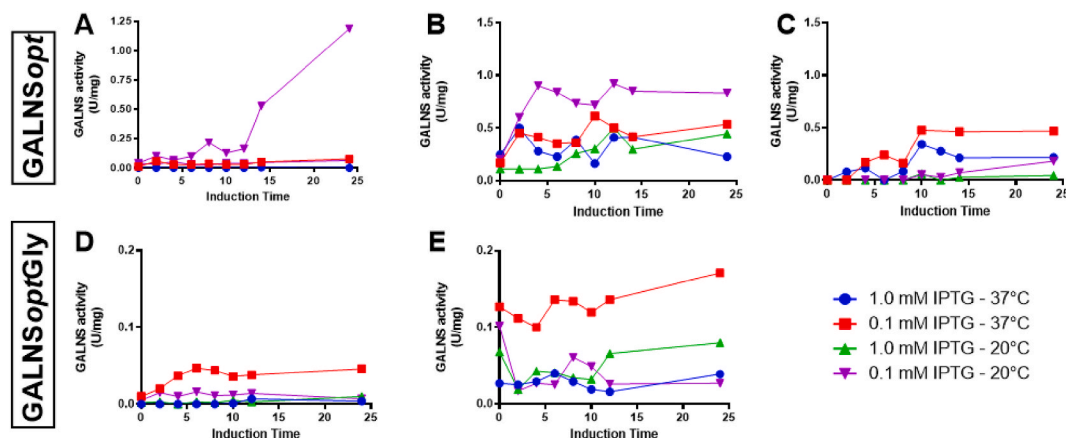 GALNSopt
A
1.25
1.00
0.75
0.50
0.25
0.00
GALNS activity
(U/mg)
0 5 10 15 20 25
Induction Time
B
1.5
1.0
0.5
0.0
GALNS activity
(U/mg)
0 5 10 15 20 25
Induction Time
C
1.5
1.0
0.5
0.0
GALNS activity
(U/mg)
0 5 10 15 20 25
Induction Time
GALNSoptGly
D
0.2
0.1
0.0
GALNS activity
(U/mg)
0 5 10 15 20 25
Induction Time
E
0.2
0.1
0.0
GALNS activity
(U/mg)
0 5 10 15 20 25
Induction Time
1.0 mM IPTG - 37°C
0.1 mM IPTG - 37°C
1.0 mM IPTG - 20°C
0.1 mM IPTG - 20°C